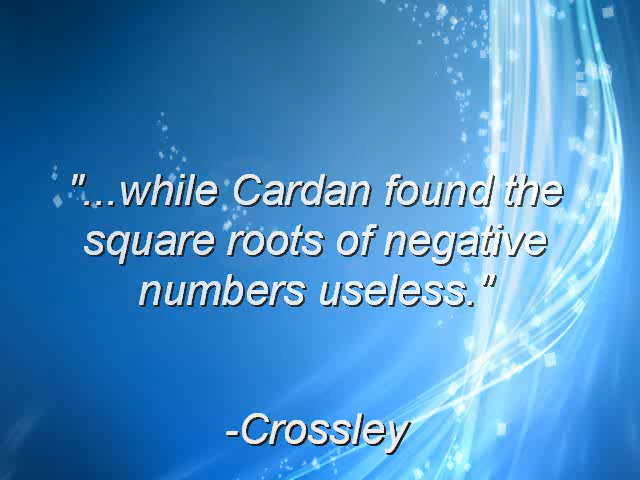 "...while Cardan found the
square roots of negative
numbers useless."
-Crossley